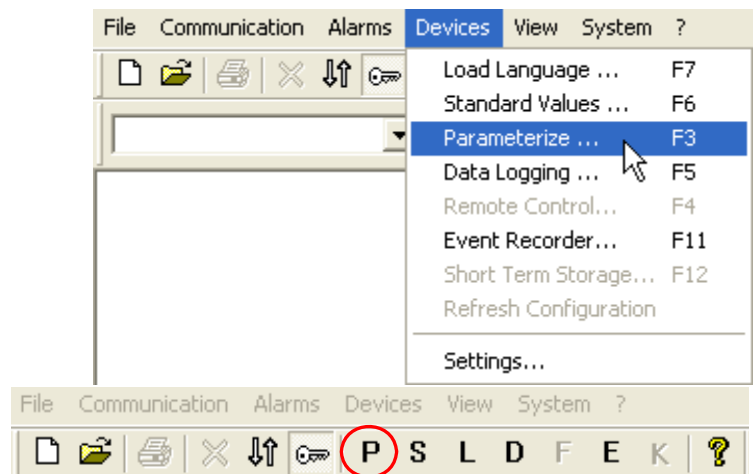 File Communication Alarms Devices View System ?
Load Language ... F7
Standard Values ... F6
Parameterize ... F3
Data Logging ... F5
Remote Control... F4
Event Recorder... F11
Short Term Storage... F12
Refresh Configuration
Settings...
File Communication Alarms Devices View System ?
P S L D F E K ?